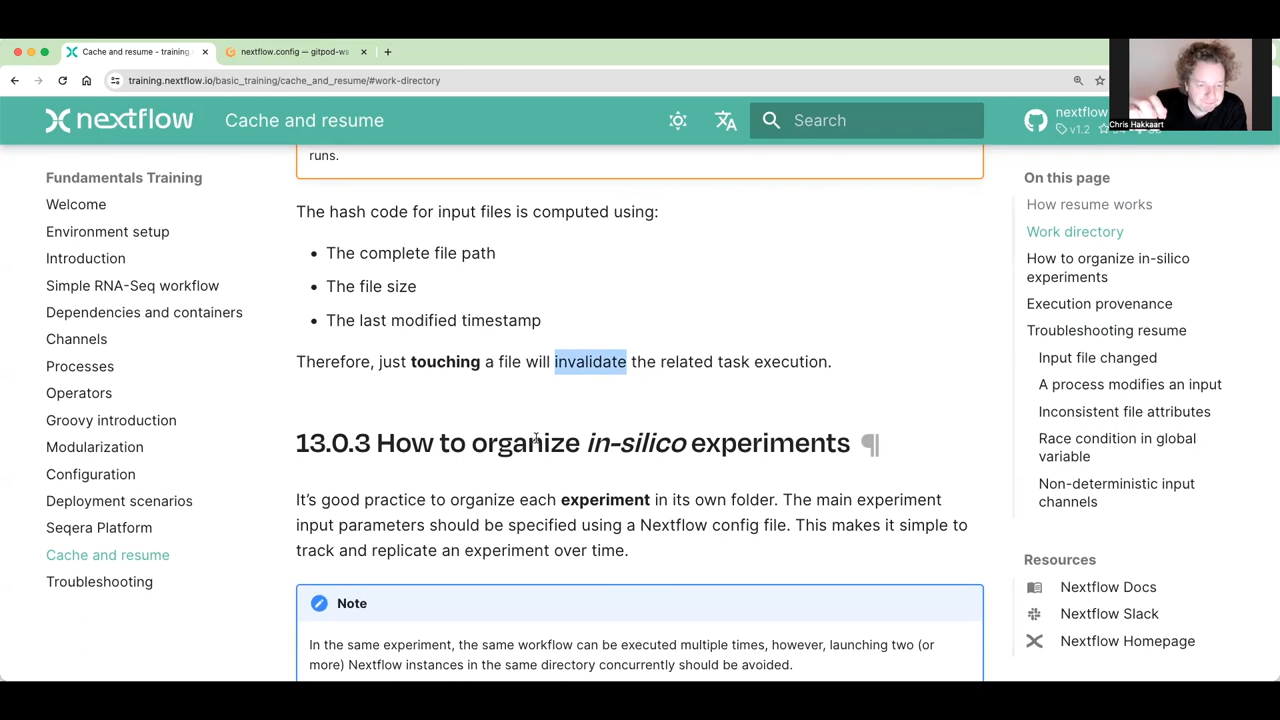 Cache and resume - training
nextflow.config — gitpod-ws
training.nextflow.io/basic_training/cache_and_resume/#work-directory
nextflow
Cache and resume
Search
nextflow
v1.2
Chris Hakkaart
Fundamentals Training
Welcome
Environment setup
Introduction
Simple RNA-Seq workflow
Dependencies and containers
Channels
Processes
Operators
Groovy introduction
Modularization
Configuration
Deployment scenarios
Seqera Platform
Cache and resume
Troubleshooting
runs.
The hash code for input files is computed using:
• The complete file path
• The file size
• The last modified timestamp
Therefore, just touching a file will invalidate the related task execution.
13.0.3 How to organize in-silico experiments ¶
It's good practice to organize each experiment in its own folder. The main experiment
input parameters should be specified using a Nextflow config file. This makes it simple to
track and replicate an experiment over time.
Note
In the same experiment, the same workflow can be executed multiple times, however, launching two (or
more) Nextflow instances in the same directory concurrently should be avoided.
On this page
How resume works
Work directory
How to organize in-silico
experiments
Execution provenance
Troubleshooting resume
Input file changed
A process modifies an input
Inconsistent file attributes
Race condition in global
variable
Non-deterministic input
channels
Resources
Nextflow Docs
Nextflow Slack
Nextflow Homepage